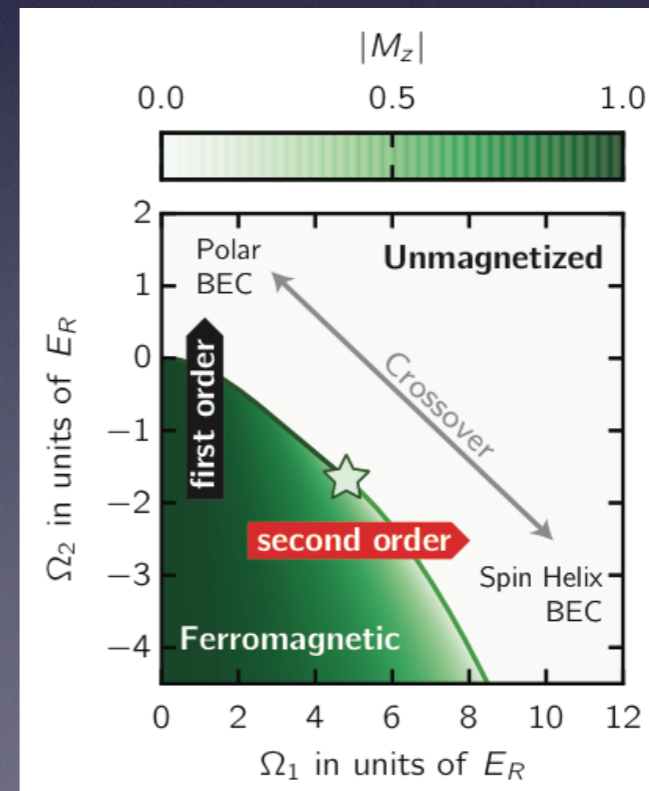 |M_z|
0.0 0.5 1.0
2
1
0
−1
−2
−3
−4
Ω_2 in units of E_R
Polar
BEC
Unmagnetized
first order
Crossover
second order
Spin Helix
BEC
Ferromagnetic
0 2 4 6 8 10 12
Ω_1 in units of E_R